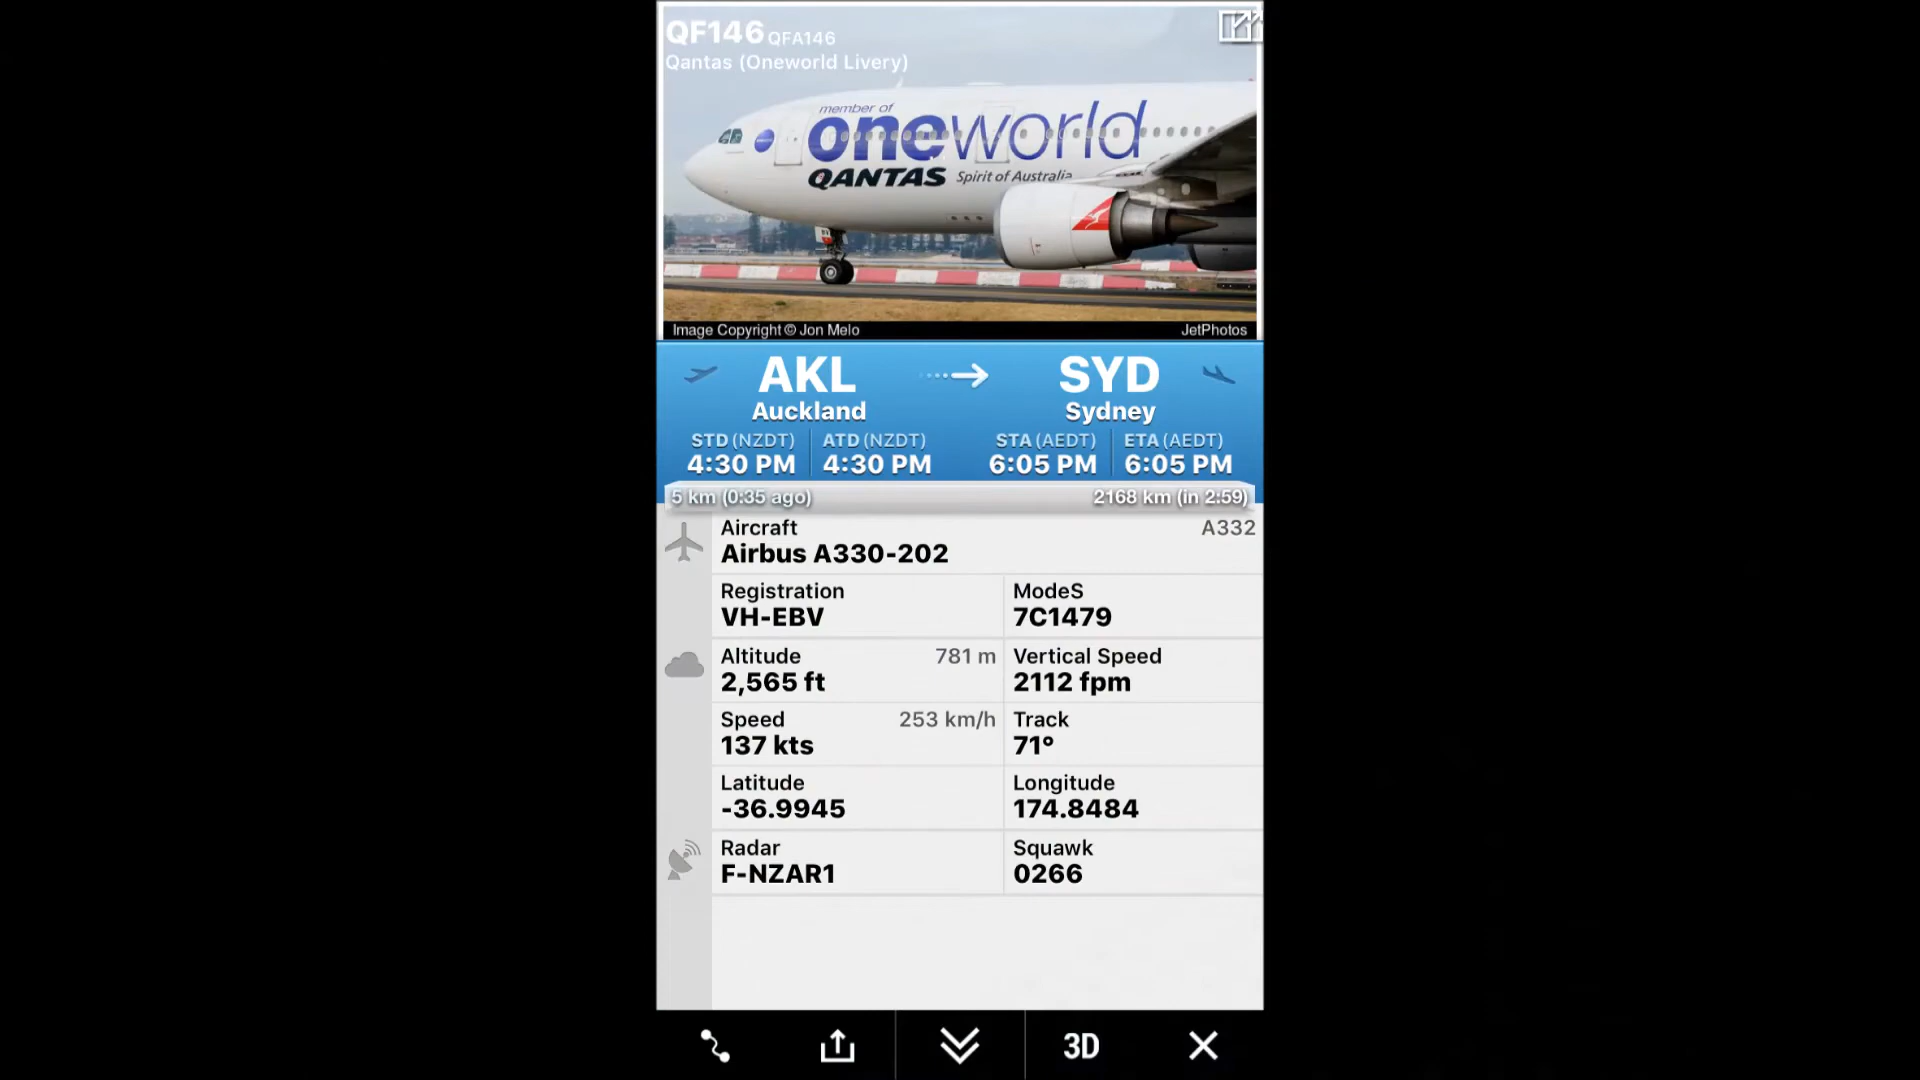 QF146 QFA146
Qantas (Oneworld Livery)
member of
oneworld
QANTAS Spirit of Australia
Image Copyright © Jon Melo JetPhotos
AKL SYD
Auckland Sydney
STD (NZDT) ATD (NZDT) STA (AEDT) ETA (AEDT)
4:30 PM 4:30 PM 6:05 PM 6:05 PM
5 km (0:35 ago) 2168 km (in 2:59)
Aircraft A332
Airbus A330-202
Registration ModeS
VH-EBV 7C1479
Altitude 781 m Vertical Speed
2,565 ft 2112 fpm
Speed 253 km/h Track
137 kts 71°
Latitude Longitude
-36.9945 174.8484
Radar Squawk
F-NZAR1 0266
3D